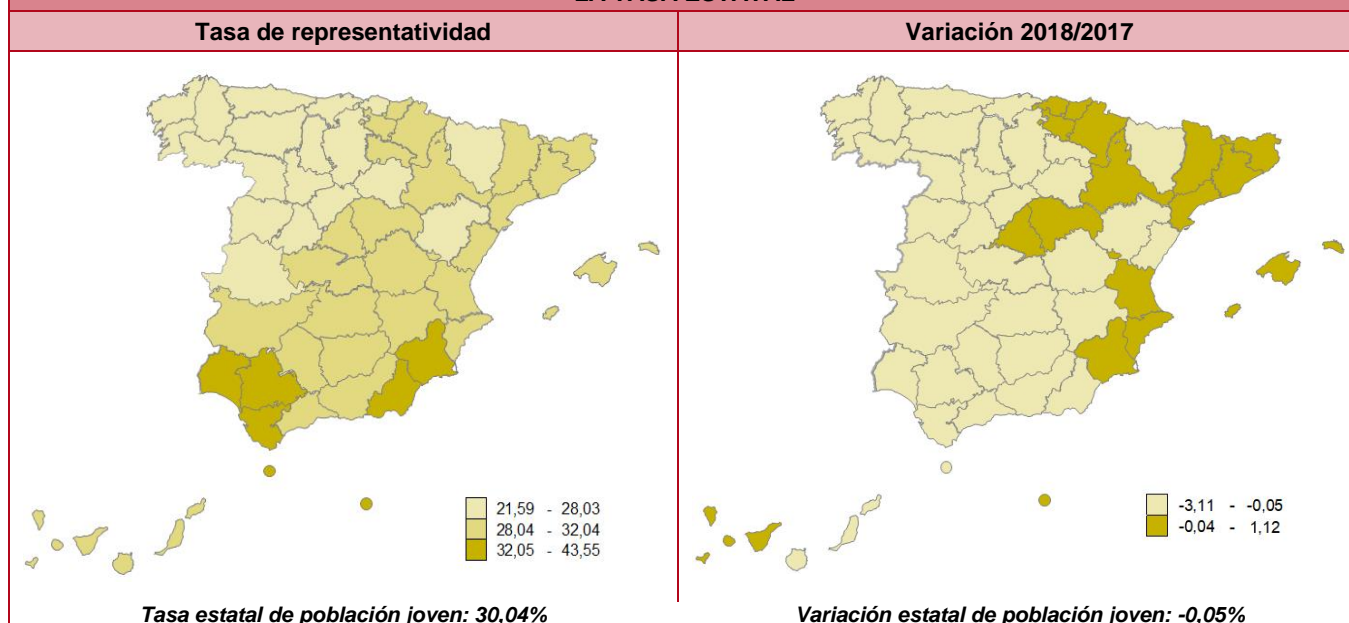 Tasa de representatividad
Variación 2018/2017
21,59 - 28,03
28,04 - 32,04
32,05 - 43,55
-3,11 - -0,05
-0,04 - 1,12
Tasa estatal de población joven: 30,04%
Variación estatal de población joven: -0,05%